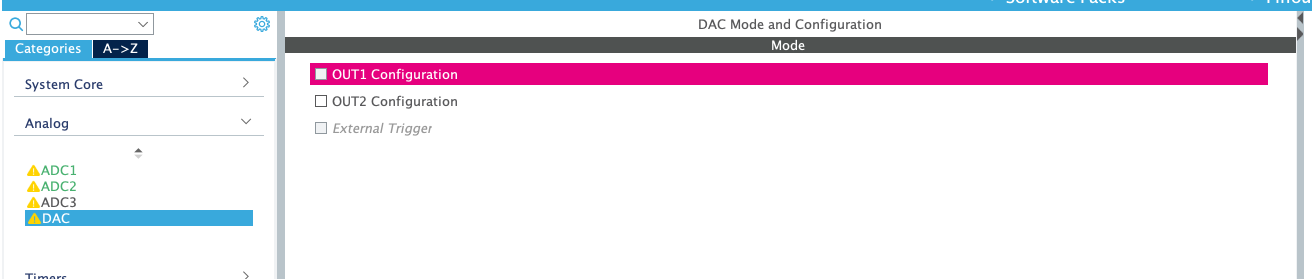 Software Packs
DAC Mode and Configuration
Categories A->Z
Mode
System Core
OUT1 Configuration
OUT2 Configuration
Analog
External Trigger
ADC1
ADC2
ADC3
DAC
Timers